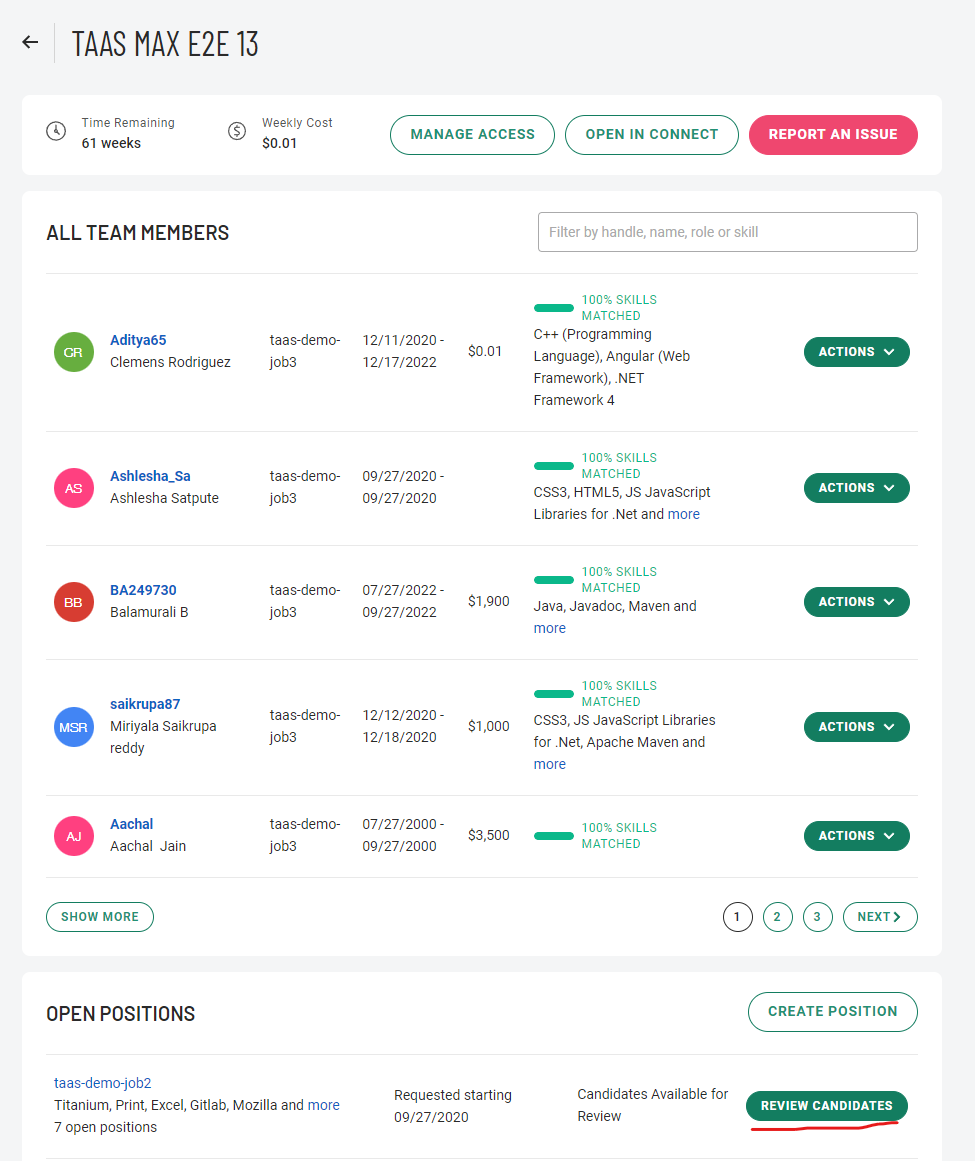 TAAS MAX E2E 13
Time Remaining
61 weeks
Weekly Cost
$0.01
MANAGE ACCESS
OPEN IN CONNECT
REPORT AN ISSUE
ALL TEAM MEMBERS
Filter by handle, name, role or skill
CR
Aditya65
Clemens Rodriguez
taas-demo-
job3
12/11/2020 -
12/17/2022
$0.01
100% SKILLS
MATCHED
C++ (Programming
Language), Angular (Web
Framework), .NET
Framework 4
ACTIONS
AS
Ashlesha_Sa
Ashlesha Satpute
taas-demo-
job3
09/27/2020 -
09/27/2020
100% SKILLS
MATCHED
CSS3, HTML5, JS JavaScript
Libraries for .Net and more
ACTIONS
BB
BA249730
Balamurali B
taas-demo-
job3
07/27/2022 -
09/27/2022
$1,900
100% SKILLS
MATCHED
Java, Javadoc, Maven and
more
ACTIONS
MSR
saikrupa87
Miriyala Saikrupa
reddy
taas-demo-
job3
12/12/2020 -
12/18/2020
$1,000
100% SKILLS
MATCHED
CSS3, JS JavaScript Libraries
for .Net, Apache Maven and
more
ACTIONS
AJ
Aachal
Aachal Jain
taas-demo-
job3
07/27/2000 -
09/27/2000
$3,500
100% SKILLS
MATCHED
ACTIONS
SHOW MORE
1
2
3
NEXT
OPEN POSITIONS
CREATE POSITION
taas-demo-job2
Titanium, Print, Excel, Gitlab, Mozilla and more
7 open positions
Requested starting
09/27/2020
Candidates Available for
Review
REVIEW CANDIDATES